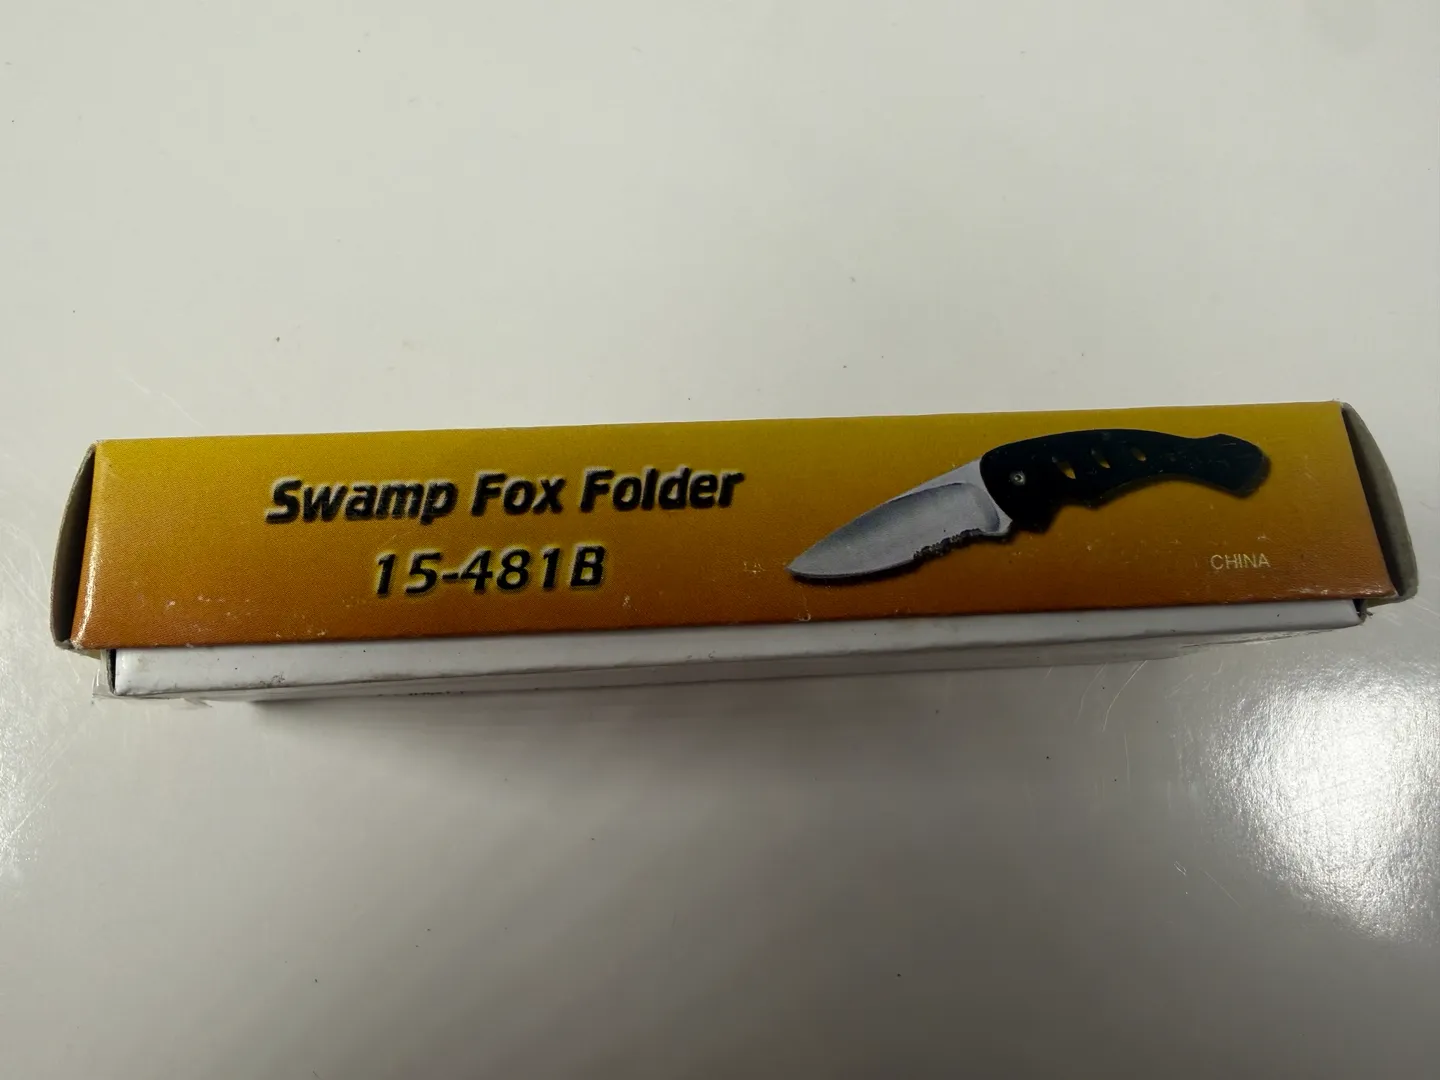 Swamp Fox Folder
15-481B
CHINA